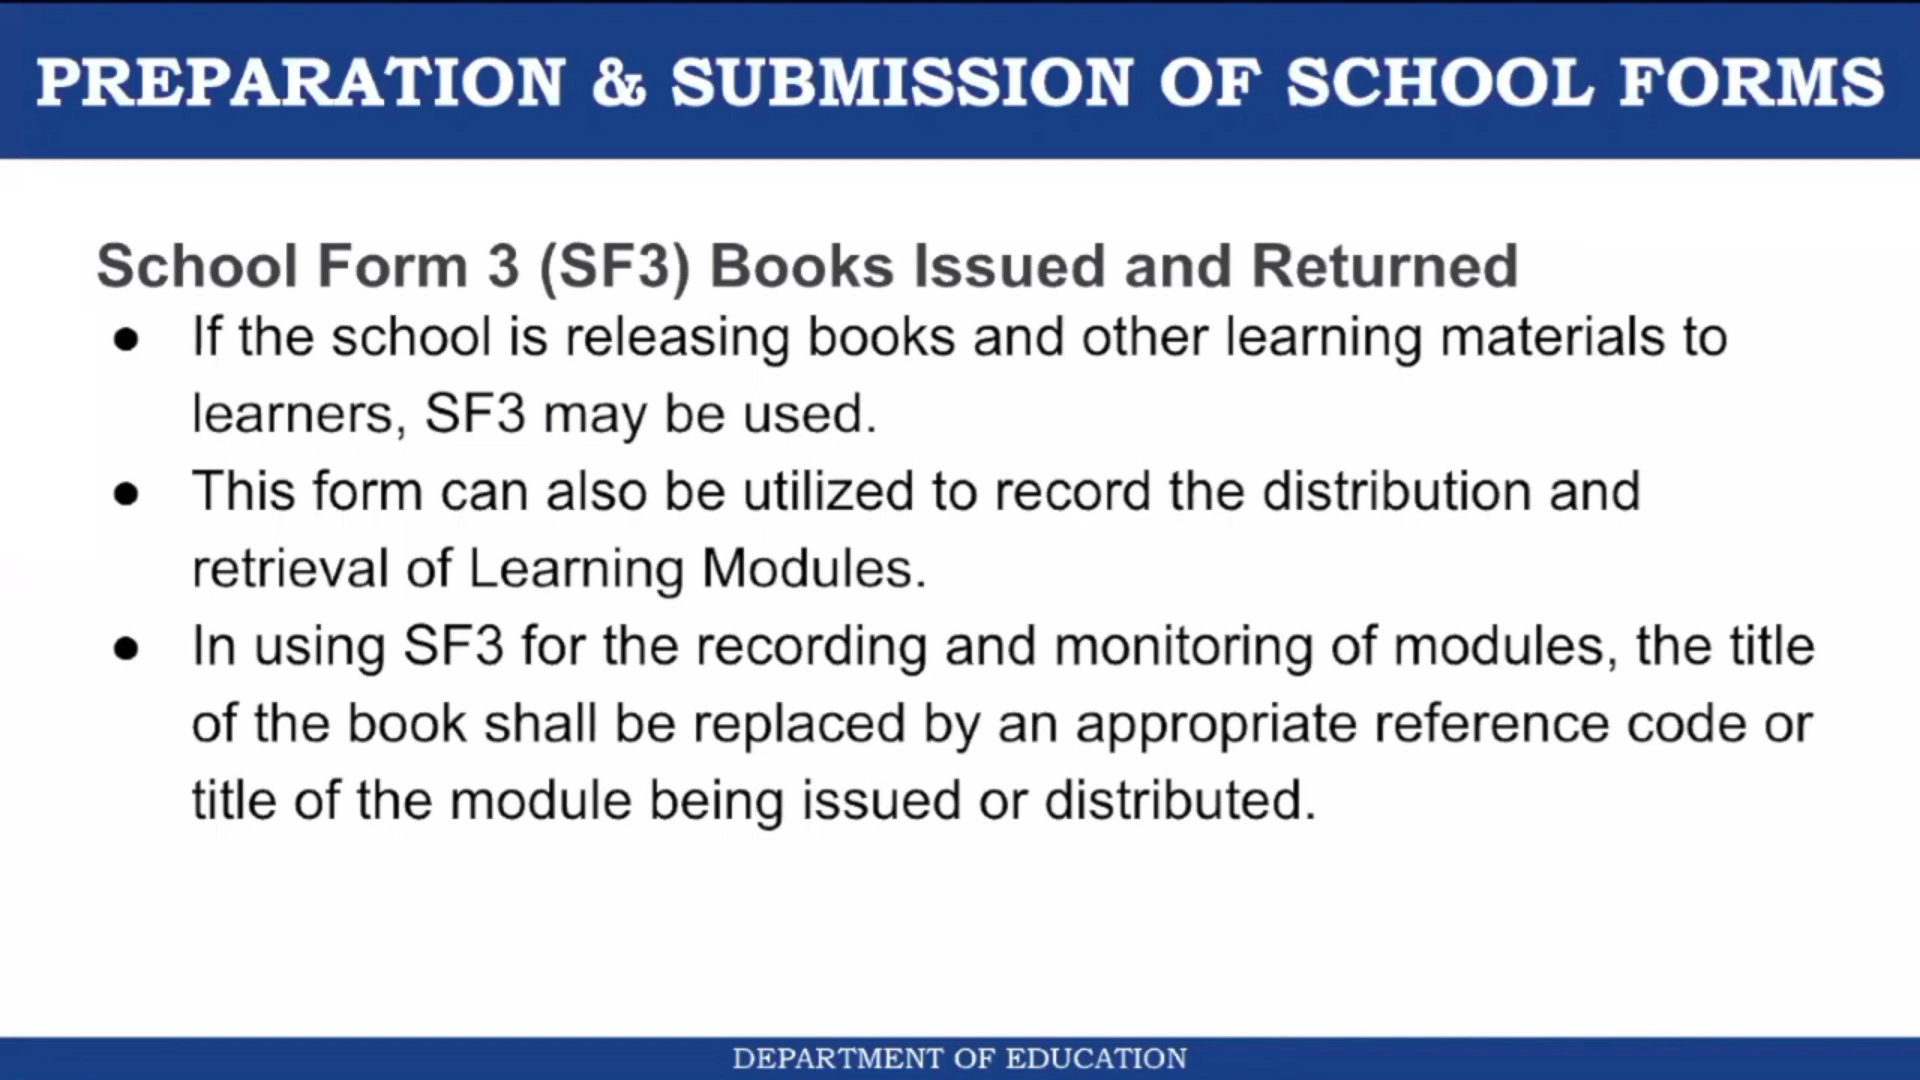 PREPARATION & SUBMISSION OF SCHOOL FORMS
School Form 3 (SF3) Books Issued and Returned
● If the school is releasing books and other learning materials to
learners, SF3 may be used.
● This form can also be utilized to record the distribution and
retrieval of Learning Modules.
● In using SF3 for the recording and monitoring of modules, the title
of the book shall be replaced by an appropriate reference code or
title of the module being issued or distributed.
DEPARTMENT OF EDUCATION